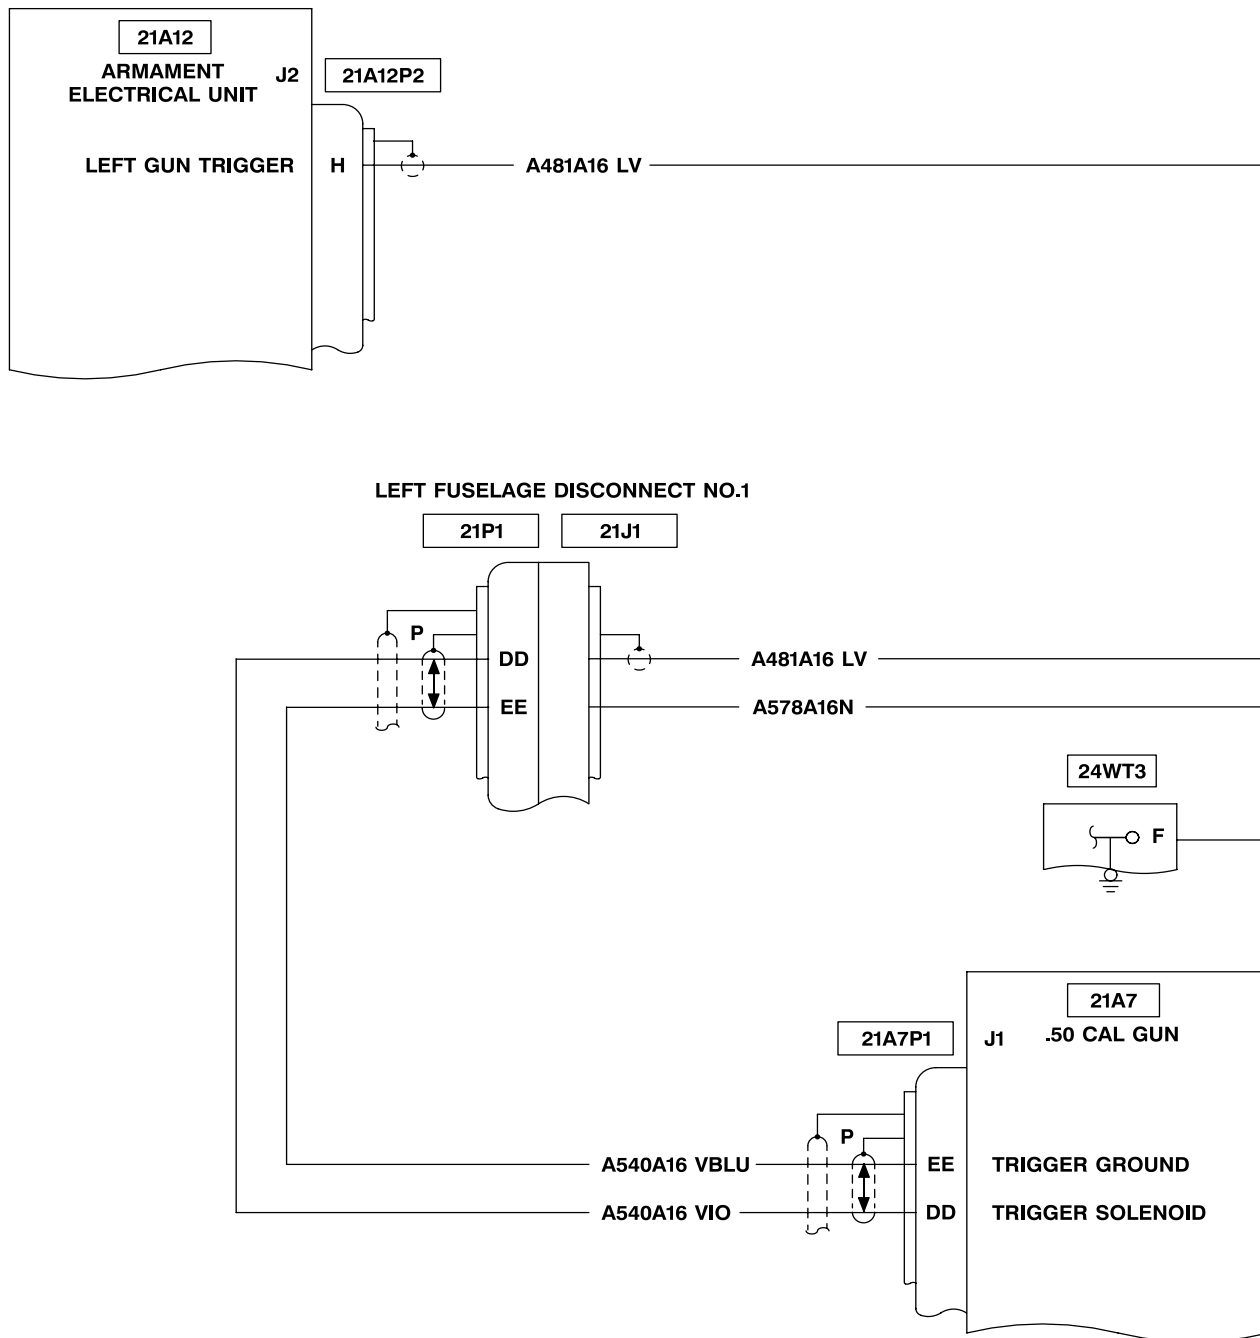 21A12
ARMAMENT
ELECTRICAL UNIT
J2
21A12P2
LEFT GUN TRIGGER
H
A481A16 LV
LEFT FUSELAGE DISCONNECT NO.1
21P1
21J1
P
DD
A481A16 LV
EE
A578A16N
24WT3
F
21A7
.50 CAL GUN
21A7P1
J1
P
A540A16 VBLU
EE
TRIGGER GROUND
A540A16 VIO
DD
TRIGGER SOLENOID